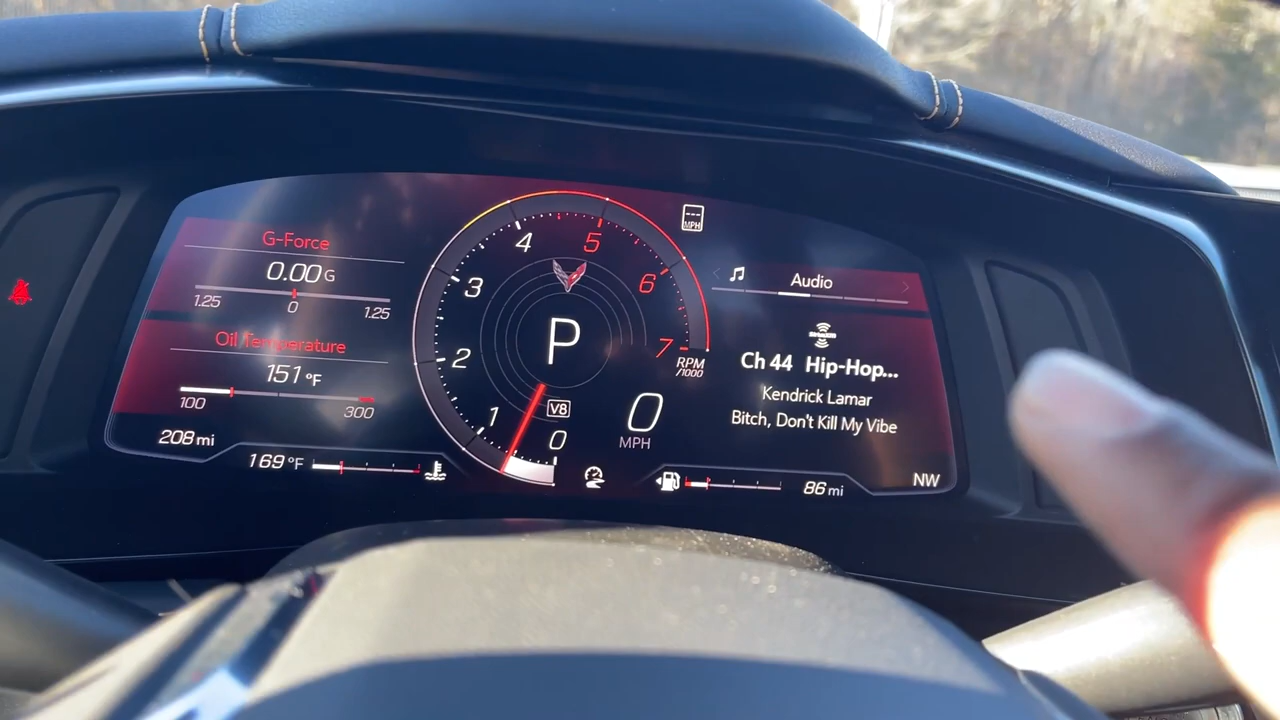 G-Force
0.00 G
1.25 0 1.25
Oil Temperature
151 °F
100 300
208 mi
169 °F
0 1 2 3 4 5 6 7
RPM
/1000
P
V8
0
MPH
MPH
Audio
SiriusXM
Ch 44 Hip-Hop...
Kendrick Lamar
Bitch, Don't Kill My Vibe
86 mi
NW